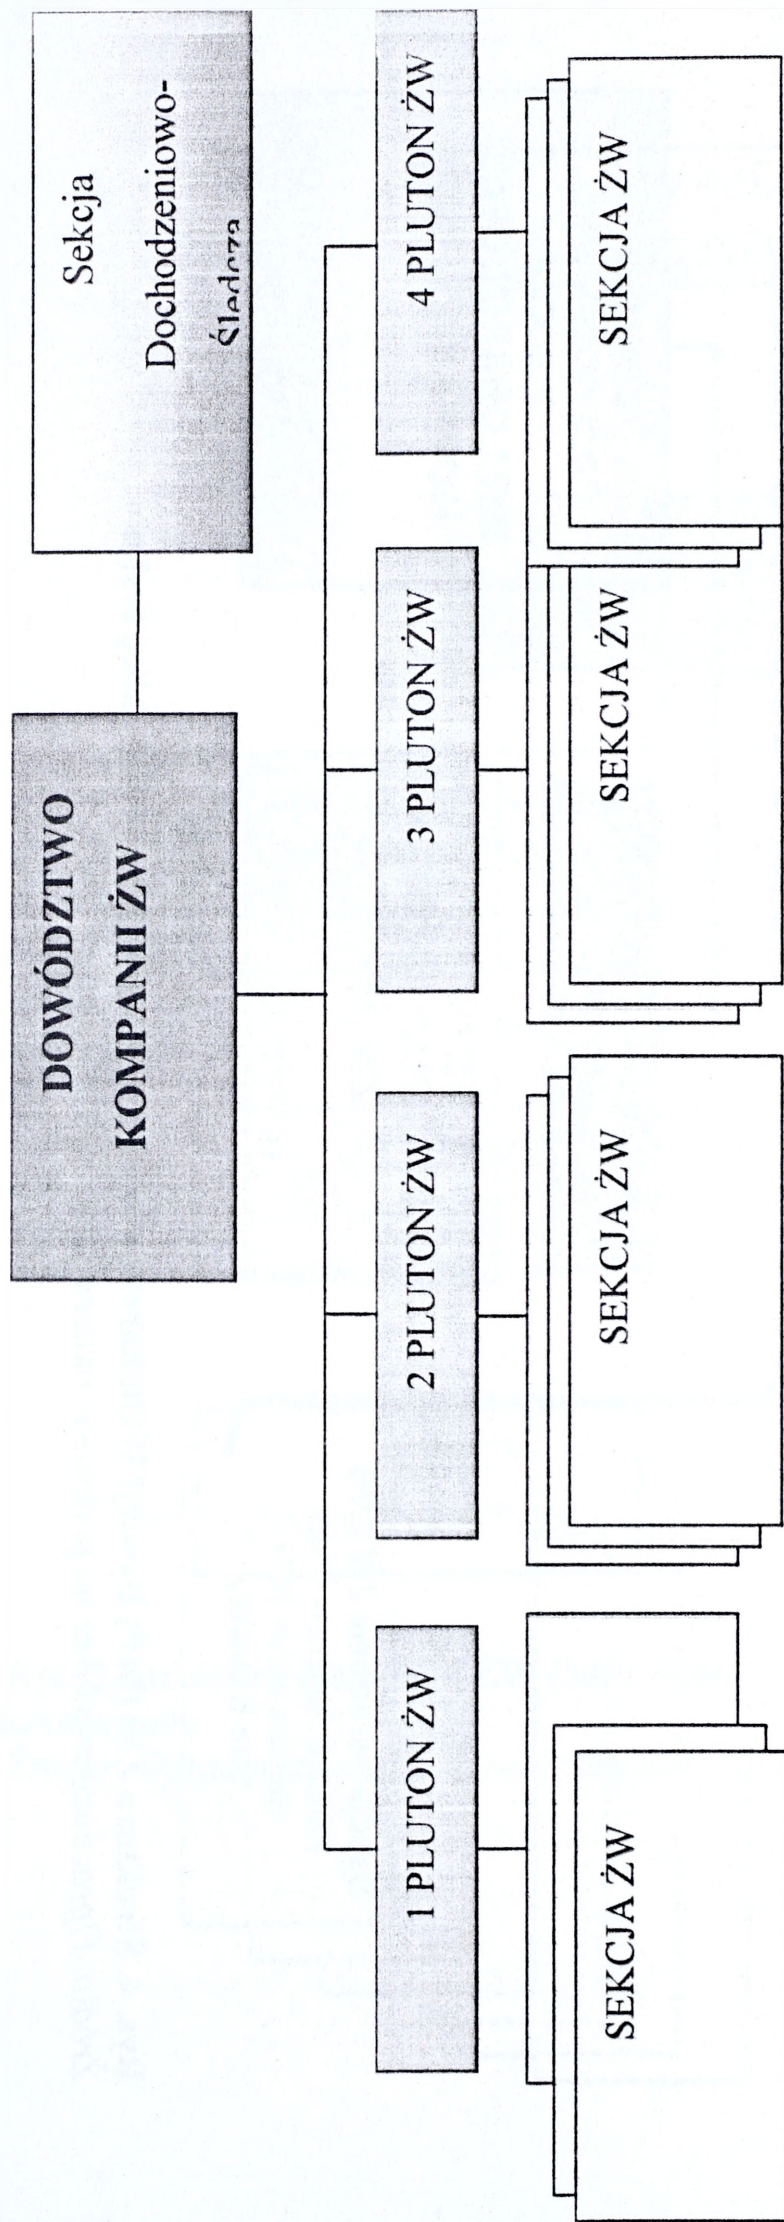 DOWÓDZTWO
KOMPANII ŻW
Sekcja
Dochodzeniowo-
Śledcza
1 PLUTON ŻW
2 PLUTON ŻW
3 PLUTON ŻW
4 PLUTON ŻW
SEKCJA ŻW
SEKCJA ŻW
SEKCJA ŻW
SEKCJA ŻW